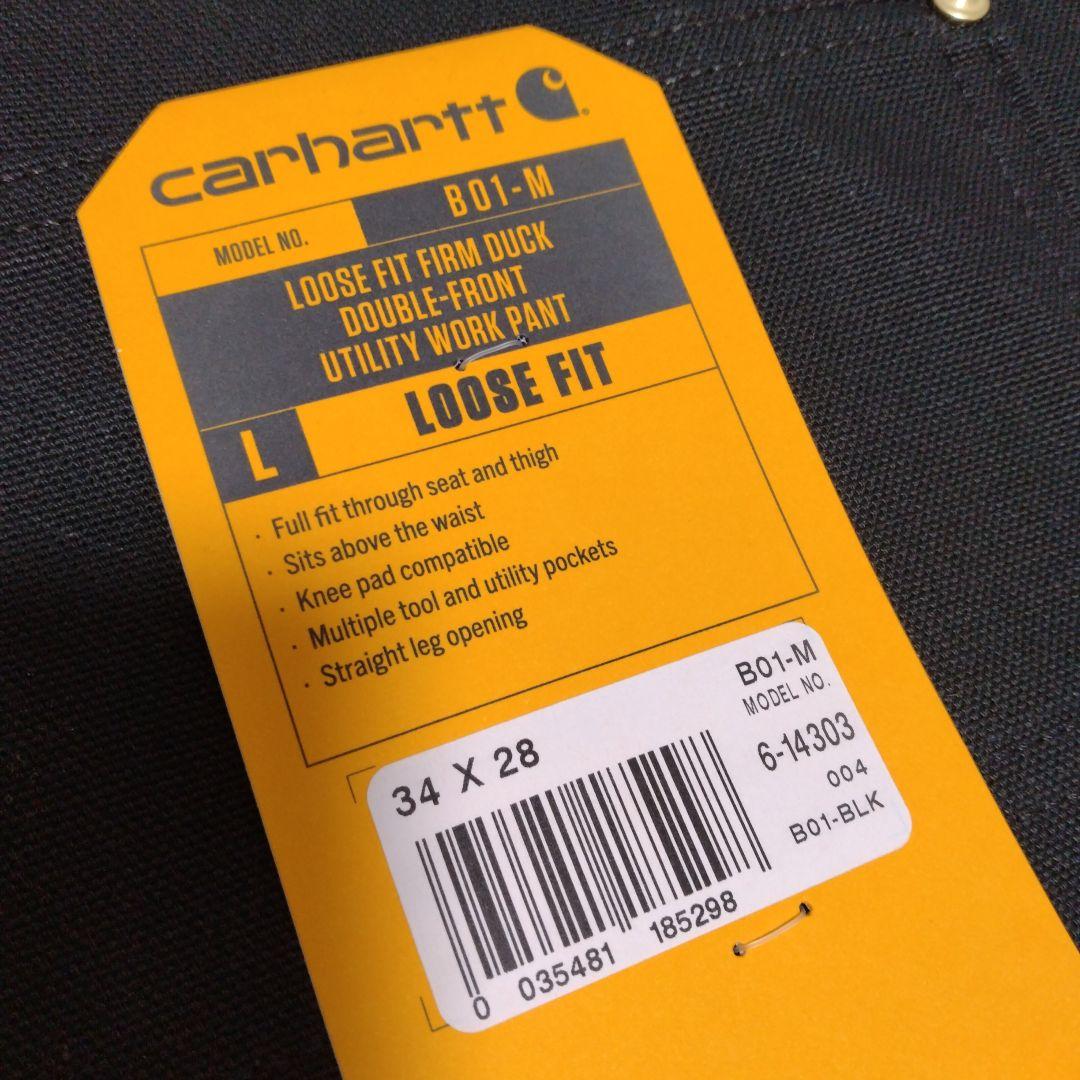 carhartt
MODEL NO. B01-M
LOOSE FIT FIRM DUCK
DOUBLE-FRONT
UTILITY WORK PANT
L LOOSE FIT
· Full fit through seat and thigh
· Sits above the waist
· Knee pad compatible
· Multiple tool and utility pockets
· Straight leg opening
B01-M
MODEL NO.
34 X 28
6-14303
004
B01-BLK
0 035481 185298